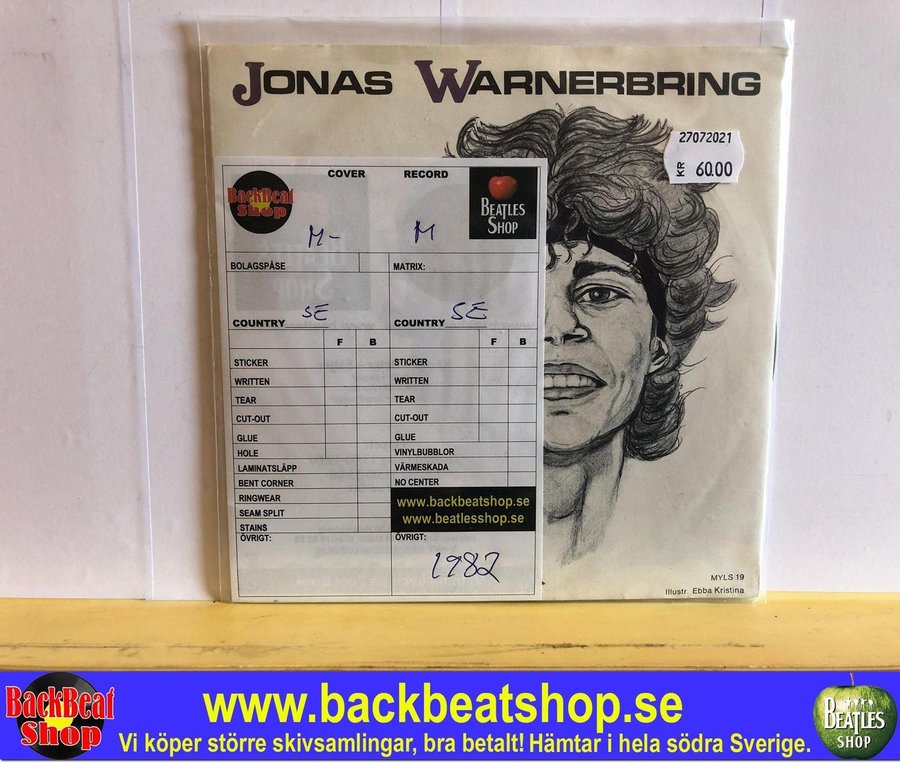 JONAS WARNERBRING
27072021
KR 60.00
BackBeat
Shop
COVER
RECORD
BEATLES
SHOP
M-
M
BOLAGSPÅSE
MATRIX:
SE
SE
COUNTRY
COUNTRY
F B
F B
STICKER
STICKER
WRITTEN
WRITTEN
TEAR
TEAR
CUT-OUT
CUT-OUT
GLUE
GLUE
HOLE
VINYLBUBBLOR
LAMINATSLÄPP
VÄRMESKADA
BENT CORNER
NO CENTER
RINGWEAR
SEAM SPLIT
STAINS
www.backbeatshop.se
www.beatlesshop.se
ÖVRIGT:
ÖVRIGT:
1982
MYLS 19
Illustr. Ebba Kristina
BackBeat
Shop
www.backbeatshop.se
Vi köper större skivsamlingar, bra betalt! Hämtar i hela södra Sverige.
BEATLES
SHOP